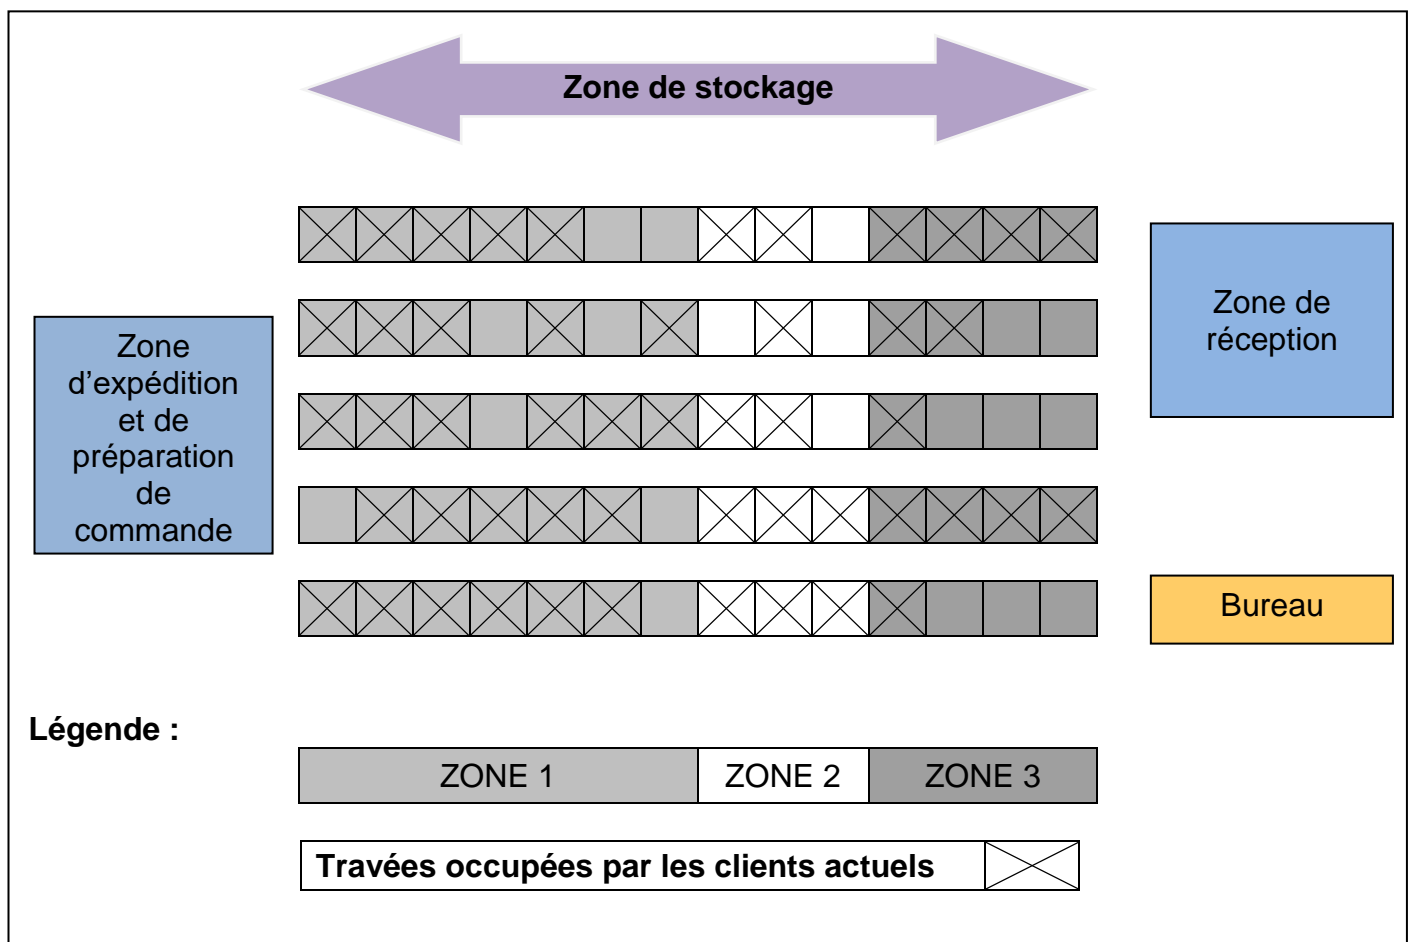 Zone de stockage
Zone de
réception
Zone
d’expédition
et de
préparation
de
commande
Bureau
Légende :
ZONE 1
ZONE 2
ZONE 3
Travées occupées par les clients actuels